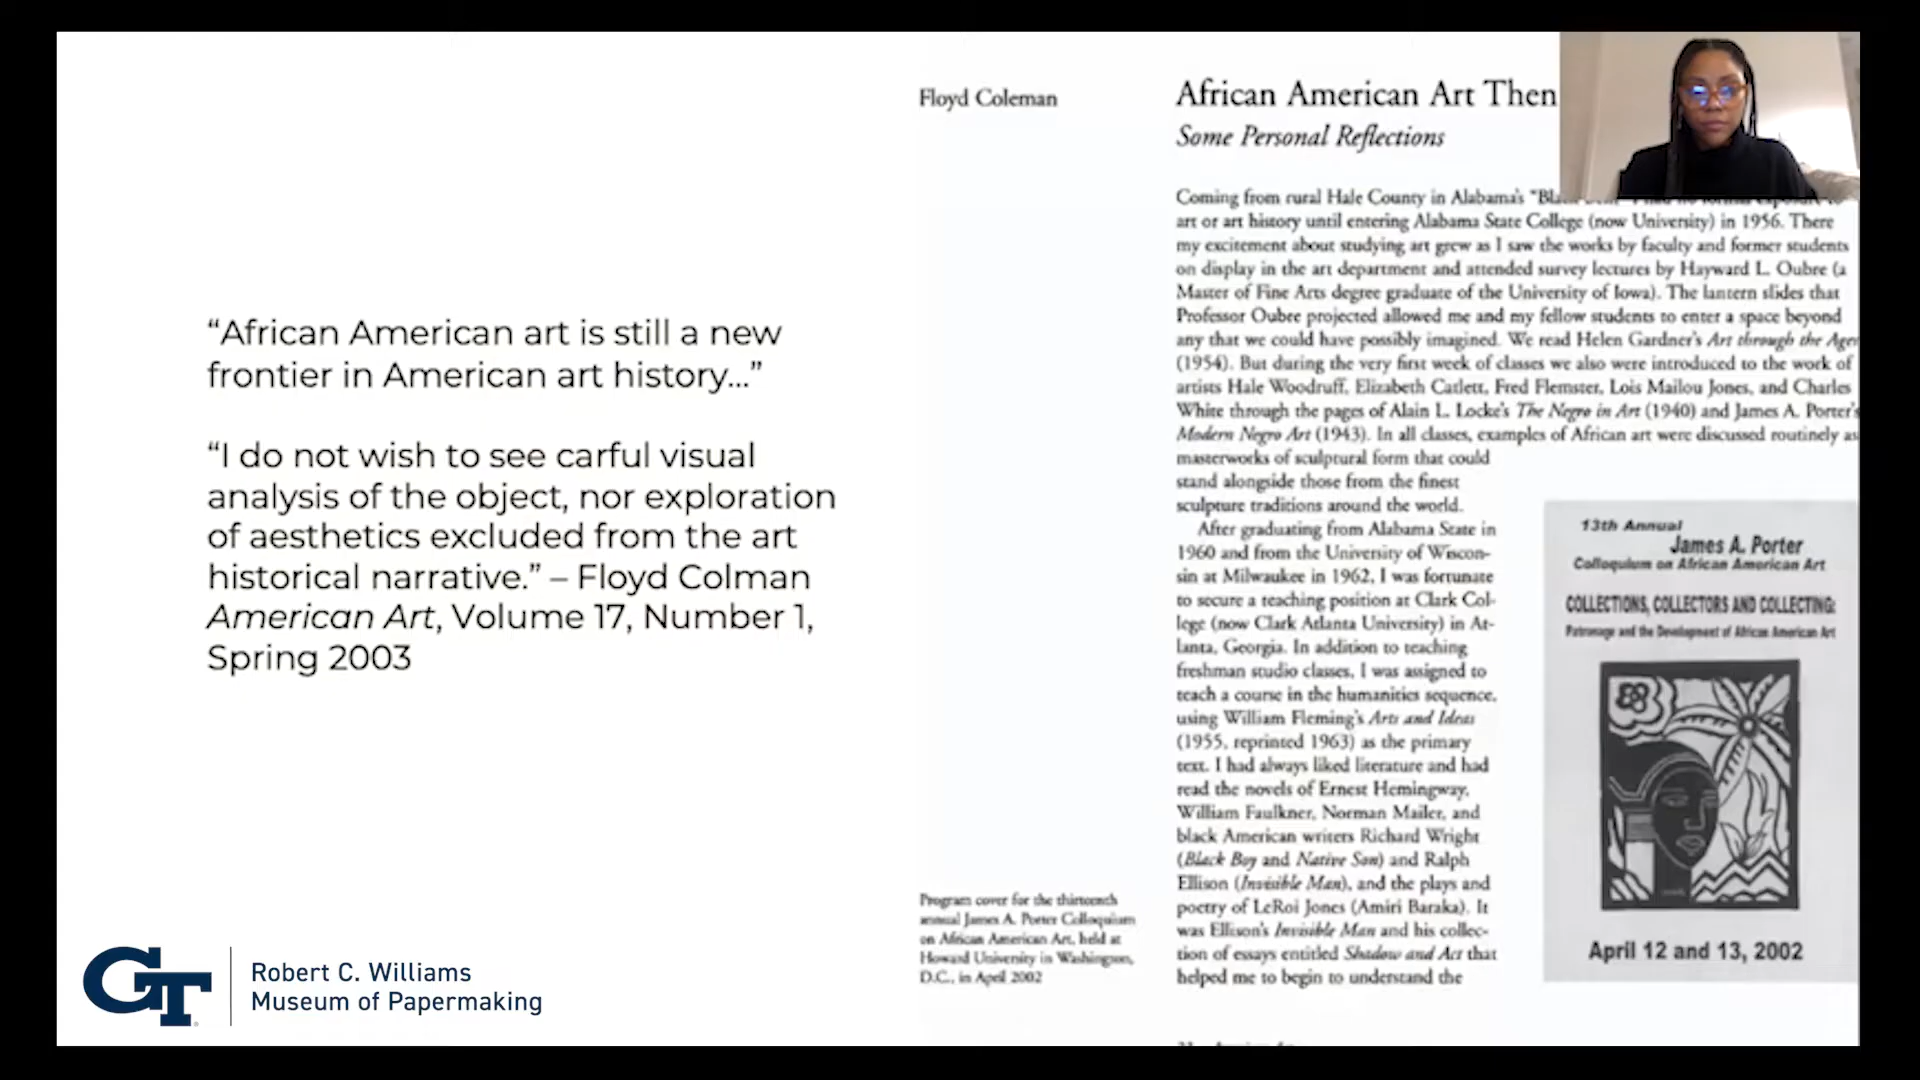 “African American art is still a new
frontier in American art history...”
“I do not wish to see carful visual
analysis of the object, nor exploration
of aesthetics excluded from the art
historical narrative.” – Floyd Colman
American Art, Volume 17, Number 1,
Spring 2003
GT
Robert C. Williams
Museum of Papermaking
Floyd Coleman
African American Art Then
Some Personal Reflections
Coming from rural Hale County in Alabama's
art or art history until entering Alabama State College (now University) in 1956. There
my excitement about studying art grew as I saw the works by faculty and former students
on display in the art department and attended survey lectures by Hayward L. Oubre (a
Master of Fine Arts degree graduate of the University of Iowa). The lantern slides that
Professor Oubre projected allowed me and my fellow students to enter a space beyond
any that we could have possibly imagined. We read Helen Gardner's Art through the Ages
(1954). But during the very first week of classes we also were introduced to the work of
artists Hale Woodruff, Elizabeth Catlett, Fred Flemster, Lois Mailou Jones, and Charles
White through the pages of Alain L. Locke's The Negro in Art (1940) and James A. Porter's
Modern Negro Art (1943). In all classes, examples of African art were discussed routinely as
masterworks of sculptural form that could
stand alongside those from the finest
sculpture traditions around the world.
After graduating from Alabama State in
1960 and from the University of Wiscon-
sin at Milwaukee in 1962, I was fortunate
to secure a teaching position at Clark Col-
lege (now Clark Atlanta University) in At-
lanta, Georgia. In addition to teaching
freshman studio classes, I was assigned to
teach a course in the humanities sequence,
using William Fleming's Arts and Ideas
(1955, reprinted 1963) as the primary
text. I had always liked literature and had
read the novels of Ernest Hemingway,
William Faulkner, Norman Mailer, and
black American writers Richard Wright
(Black Boy and Native Son) and Ralph
Ellison (Invisible Man), and the plays and
poetry of LeRoi Jones (Amiri Baraka). It
was Ellison's Invisible Man and his collec-
tion of essays entitled Shadow and Act that
helped me to begin to understand the
13th Annual
James A. Porter
Colloquium on African American Art
COLLECTIONS, COLLECTORS AND COLLECTING:
Patronage and the Development of African American Art
April 12 and 13, 2002
Program cover for the thirteenth
annual James A. Porter Colloquium
on African American Art, held at
Howard University in Washington,
D.C., in April 2002